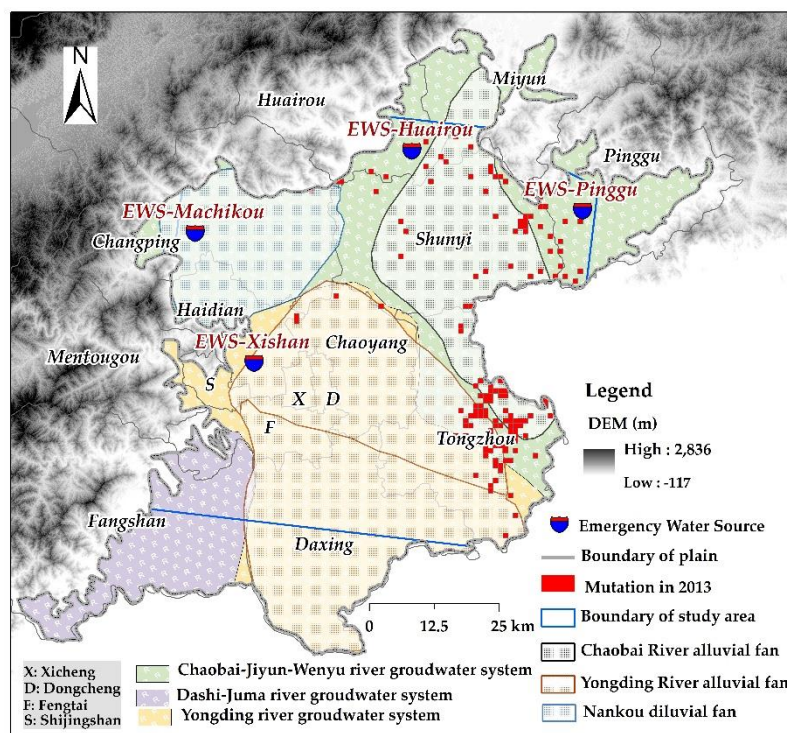 N
Miyun
Huairou
EWS-Huairou
Pinggu
EWS-Pinggu
EWS-Machikou
Changping
Shunyi
Haidian
EWS-Xishan
Chaoyang
Mentougou
S
X D
F
Tongzhou
Fangshan
Daxing
0 12.5 25 km
Legend
DEM (m)
High : 2,836
Low : -117
Emergency Water Source
Boundary of plain
Mutation in 2013
Boundary of study area
Chaobai River alluvial fan
Yongding River alluvial fan
Nankou diluvial fan
X: Xicheng
D: Dongcheng
F: Fengtai
S: Shijingshan
Chaobai-Jiyun-Wenyu river groudwater system
Dashi-Juma river groundwater system
Yongding river groundwater system